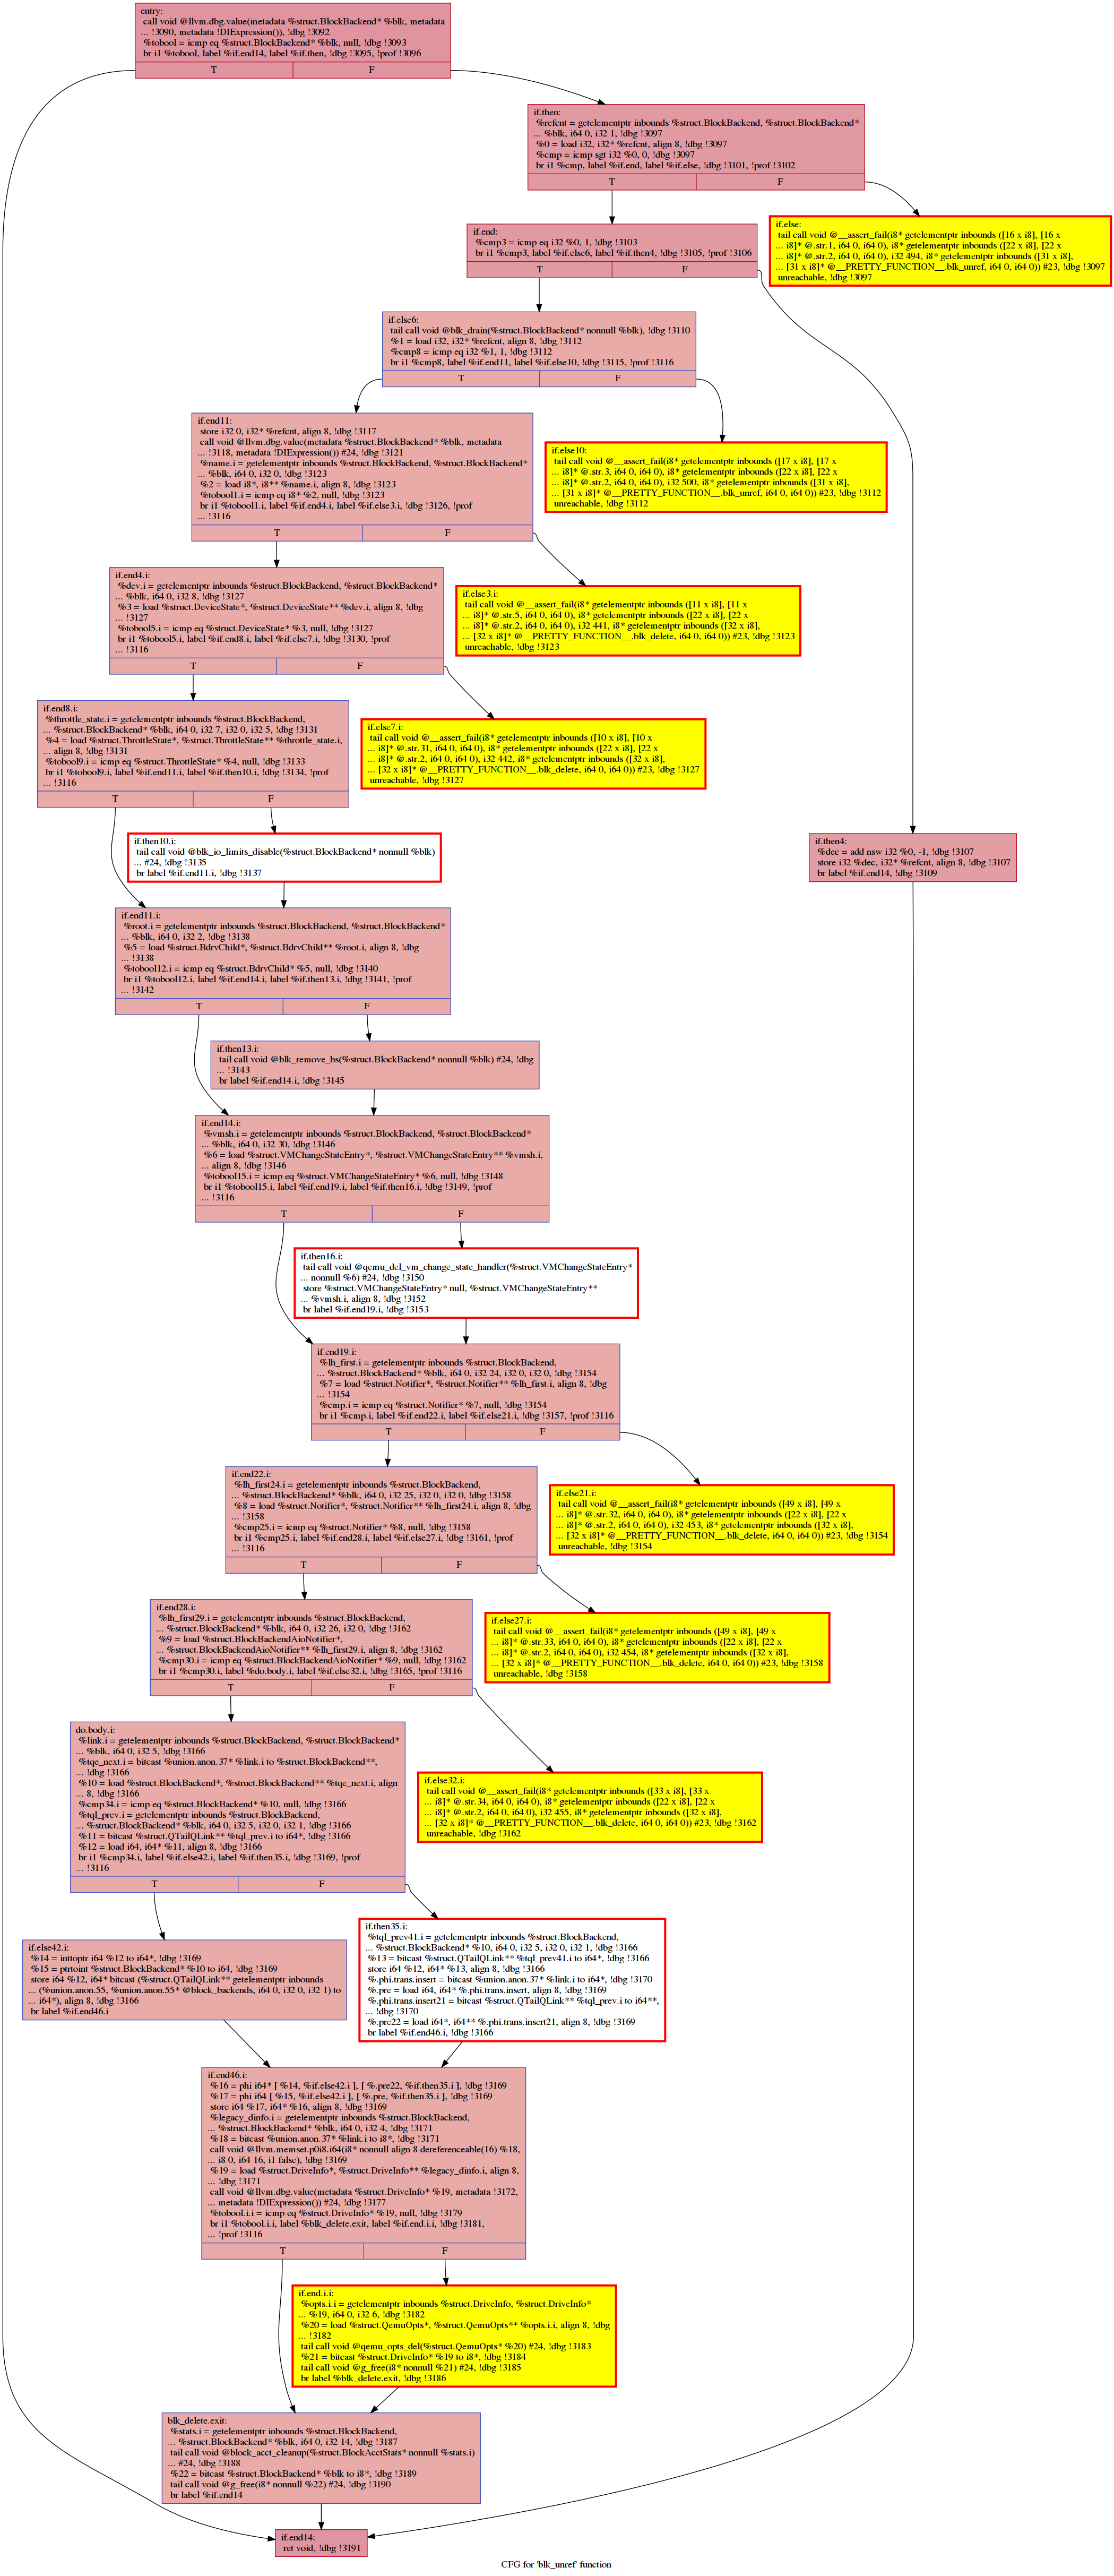 entry:
call void @llvm.dbg.value(metadata %struct.BlockBackend* %blk, metadata
... !3090, metadata !DIExpression()), !dbg !3092
%tobool = icmp eq %struct.BlockBackend* %blk, null, !dbg !3093
br i1 %tobool, label %if.end14, label %if.then, !dbg !3095, !prof !3096
T F
if.then:
%refcnt = getelementptr inbounds %struct.BlockBackend, %struct.BlockBackend*
... %blk, i64 0, i32 1, !dbg !3097
%0 = load i32, i32* %refcnt, align 8, !dbg !3097
%cmp = icmp sgt i32 %0, 0, !dbg !3097
br i1 %cmp, label %if.end, label %if.else, !dbg !3101, !prof !3102
T F
if.else:
tail call void @__assert_fail(i8* getelementptr inbounds ([16 x i8], [16 x
... i8]* @.str.1, i64 0, i64 0), i8* getelementptr inbounds ([22 x i8], [22 x
... i8]* @.str.2, i64 0, i64 0), i32 494, i8* getelementptr inbounds ([31 x i8],
... [31 x i8]* @__PRETTY_FUNCTION__.blk_unref, i64 0, i64 0)) #23, !dbg !3097
unreachable, !dbg !3097
if.end:
%cmp3 = icmp eq i32 %0, 1, !dbg !3103
br i1 %cmp3, label %if.else6, label %if.then4, !dbg !3105, !prof !3106
T F
if.else6:
tail call void @blk_drain(%struct.BlockBackend* nonnull %blk), !dbg !3110
%1 = load i32, i32* %refcnt, align 8, !dbg !3112
%cmp8 = icmp eq i32 %1, 1, !dbg !3112
br i1 %cmp8, label %if.end11, label %if.else10, !dbg !3115, !prof !3116
T F
if.end11:
store i32 0, i32* %refcnt, align 8, !dbg !3117
call void @llvm.dbg.value(metadata %struct.BlockBackend* %blk, metadata
... !3118, metadata !DIExpression()) #24, !dbg !3121
%name.i = getelementptr inbounds %struct.BlockBackend, %struct.BlockBackend*
... %blk, i64 0, i32 0, !dbg !3123
%2 = load i8*, i8** %name.i, align 8, !dbg !3123
%tobool1.i = icmp eq i8* %2, null, !dbg !3123
br i1 %tobool1.i, label %if.end4.i, label %if.else3.i, !dbg !3126, !prof
... !3116
T F
if.else10:
tail call void @__assert_fail(i8* getelementptr inbounds ([17 x i8], [17 x
... i8]* @.str.3, i64 0, i64 0), i8* getelementptr inbounds ([22 x i8], [22 x
... i8]* @.str.2, i64 0, i64 0), i32 500, i8* getelementptr inbounds ([31 x i8],
... [31 x i8]* @__PRETTY_FUNCTION__.blk_unref, i64 0, i64 0)) #23, !dbg !3112
unreachable, !dbg !3112
if.end4.i:
%dev.i = getelementptr inbounds %struct.BlockBackend, %struct.BlockBackend*
... %blk, i64 0, i32 8, !dbg !3127
%3 = load %struct.DeviceState*, %struct.DeviceState** %dev.i, align 8, !dbg
... !3127
%tobool5.i = icmp eq %struct.DeviceState* %3, null, !dbg !3127
br i1 %tobool5.i, label %if.end8.i, label %if.else7.i, !dbg !3130, !prof
... !3116
T F
if.else3.i:
tail call void @__assert_fail(i8* getelementptr inbounds ([11 x i8], [11 x
... i8]* @.str.5, i64 0, i64 0), i8* getelementptr inbounds ([22 x i8], [22 x
... i8]* @.str.2, i64 0, i64 0), i32 441, i8* getelementptr inbounds ([32 x i8],
... [32 x i8]* @__PRETTY_FUNCTION__.blk_delete, i64 0, i64 0)) #23, !dbg !3123
unreachable, !dbg !3123
if.end8.i:
%throttle_state.i = getelementptr inbounds %struct.BlockBackend,
... %struct.BlockBackend* %blk, i64 0, i32 7, i32 0, i32 5, !dbg !3131
%4 = load %struct.ThrottleState*, %struct.ThrottleState** %throttle_state.i,
... align 8, !dbg !3131
%tobool9.i = icmp eq %struct.ThrottleState* %4, null, !dbg !3133
br i1 %tobool9.i, label %if.end11.i, label %if.then10.i, !dbg !3134, !prof
... !3116
T F
if.else7.i:
tail call void @__assert_fail(i8* getelementptr inbounds ([10 x i8], [10 x
... i8]* @.str.31, i64 0, i64 0), i8* getelementptr inbounds ([22 x i8], [22 x
... i8]* @.str.2, i64 0, i64 0), i32 442, i8* getelementptr inbounds ([32 x i8],
... [32 x i8]* @__PRETTY_FUNCTION__.blk_delete, i64 0, i64 0)) #23, !dbg !3127
unreachable, !dbg !3127
if.then10.i:
tail call void @blk_io_limits_disable(%struct.BlockBackend* nonnull %blk)
... #24, !dbg !3135
br label %if.end11.i, !dbg !3137
if.then4:
%dec = add nsw i32 %0, -1, !dbg !3107
store i32 %dec, i32* %refcnt, align 8, !dbg !3107
br label %if.end14, !dbg !3109
if.end11.i:
%root.i = getelementptr inbounds %struct.BlockBackend, %struct.BlockBackend*
... %blk, i64 0, i32 2, !dbg !3138
%5 = load %struct.BdrvChild*, %struct.BdrvChild** %root.i, align 8, !dbg
... !3138
%tobool12.i = icmp eq %struct.BdrvChild* %5, null, !dbg !3140
br i1 %tobool12.i, label %if.end14.i, label %if.then13.i, !dbg !3141, !prof
... !3142
T F
if.then13.i:
tail call void @blk_remove_bs(%struct.BlockBackend* nonnull %blk) #24, !dbg
... !3143
br label %if.end14.i, !dbg !3145
if.end14.i:
%vmsh.i = getelementptr inbounds %struct.BlockBackend, %struct.BlockBackend*
... %blk, i64 0, i32 30, !dbg !3146
%6 = load %struct.VMChangeStateEntry*, %struct.VMChangeStateEntry** %vmsh.i,
... align 8, !dbg !3146
%tobool15.i = icmp eq %struct.VMChangeStateEntry* %6, null, !dbg !3148
br i1 %tobool15.i, label %if.end19.i, label %if.then16.i, !dbg !3149, !prof
... !3116
T F
if.then16.i:
tail call void @qemu_del_vm_change_state_handler(%struct.VMChangeStateEntry*
... nonnull %6) #24, !dbg !3150
store %struct.VMChangeStateEntry* null, %struct.VMChangeStateEntry**
... %vmsh.i, align 8, !dbg !3152
br label %if.end19.i, !dbg !3153
if.end19.i:
%lh_first.i = getelementptr inbounds %struct.BlockBackend,
... %struct.BlockBackend* %blk, i64 0, i32 24, i32 0, i32 0, !dbg !3154
%7 = load %struct.Notifier*, %struct.Notifier** %lh_first.i, align 8, !dbg
... !3154
%cmp.i = icmp eq %struct.Notifier* %7, null, !dbg !3154
br i1 %cmp.i, label %if.end22.i, label %if.else21.i, !dbg !3157, !prof !3116
T F
if.end22.i:
%lh_first24.i = getelementptr inbounds %struct.BlockBackend,
... %struct.BlockBackend* %blk, i64 0, i32 25, i32 0, i32 0, !dbg !3158
%8 = load %struct.Notifier*, %struct.Notifier** %lh_first24.i, align 8, !dbg
... !3158
%cmp25.i = icmp eq %struct.Notifier* %8, null, !dbg !3158
br i1 %cmp25.i, label %if.end28.i, label %if.else27.i, !dbg !3161, !prof
... !3116
T F
if.else21.i:
tail call void @__assert_fail(i8* getelementptr inbounds ([49 x i8], [49 x
... i8]* @.str.32, i64 0, i64 0), i8* getelementptr inbounds ([22 x i8], [22 x
... i8]* @.str.2, i64 0, i64 0), i32 453, i8* getelementptr inbounds ([32 x i8],
... [32 x i8]* @__PRETTY_FUNCTION__.blk_delete, i64 0, i64 0)) #23, !dbg !3154
unreachable, !dbg !3154
if.end28.i:
%lh_first29.i = getelementptr inbounds %struct.BlockBackend,
... %struct.BlockBackend* %blk, i64 0, i32 26, i32 0, !dbg !3162
%9 = load %struct.BlockBackendAioNotifier*,
... %struct.BlockBackendAioNotifier** %lh_first29.i, align 8, !dbg !3162
%cmp30.i = icmp eq %struct.BlockBackendAioNotifier* %9, null, !dbg !3162
br i1 %cmp30.i, label %do.body.i, label %if.else32.i, !dbg !3165, !prof !3116
T F
if.else27.i:
tail call void @__assert_fail(i8* getelementptr inbounds ([49 x i8], [49 x
... i8]* @.str.33, i64 0, i64 0), i8* getelementptr inbounds ([22 x i8], [22 x
... i8]* @.str.2, i64 0, i64 0), i32 454, i8* getelementptr inbounds ([32 x i8],
... [32 x i8]* @__PRETTY_FUNCTION__.blk_delete, i64 0, i64 0)) #23, !dbg !3158
unreachable, !dbg !3158
do.body.i:
%link.i = getelementptr inbounds %struct.BlockBackend, %struct.BlockBackend*
... %blk, i64 0, i32 5, !dbg !3166
%tqe_next.i = bitcast %union.anon.37* %link.i to %struct.BlockBackend**,
... !dbg !3166
%10 = load %struct.BlockBackend*, %struct.BlockBackend** %tqe_next.i, align
... 8, !dbg !3166
%cmp34.i = icmp eq %struct.BlockBackend* %10, null, !dbg !3166
%tql_prev.i = getelementptr inbounds %struct.BlockBackend,
... %struct.BlockBackend* %blk, i64 0, i32 5, i32 0, i32 1, !dbg !3166
%11 = bitcast %struct.QTailQLink** %tql_prev.i to i64*, !dbg !3166
%12 = load i64, i64* %11, align 8, !dbg !3166
br i1 %cmp34.i, label %if.else42.i, label %if.then35.i, !dbg !3169, !prof
... !3116
T F
if.else32.i:
tail call void @__assert_fail(i8* getelementptr inbounds ([33 x i8], [33 x
... i8]* @.str.34, i64 0, i64 0), i8* getelementptr inbounds ([22 x i8], [22 x
... i8]* @.str.2, i64 0, i64 0), i32 455, i8* getelementptr inbounds ([32 x i8],
... [32 x i8]* @__PRETTY_FUNCTION__.blk_delete, i64 0, i64 0)) #23, !dbg !3162
unreachable, !dbg !3162
if.else42.i:
%14 = inttoptr i64 %12 to i64*, !dbg !3169
%15 = ptrtoint %struct.BlockBackend* %10 to i64, !dbg !3169
store i64 %12, i64* bitcast (%struct.QTailQLink** getelementptr inbounds
... (%union.anon.55, %union.anon.55* @block_backends, i64 0, i32 0, i32 1) to
... i64*), align 8, !dbg !3166
br label %if.end46.i
if.then35.i:
%tql_prev41.i = getelementptr inbounds %struct.BlockBackend,
... %struct.BlockBackend* %10, i64 0, i32 5, i32 0, i32 1, !dbg !3166
%13 = bitcast %struct.QTailQLink** %tql_prev41.i to i64*, !dbg !3166
store i64 %12, i64* %13, align 8, !dbg !3166
%.phi.trans.insert = bitcast %union.anon.37* %link.i to i64*, !dbg !3170
%.pre = load i64, i64* %.phi.trans.insert, align 8, !dbg !3169
%.phi.trans.insert21 = bitcast %struct.QTailQLink** %tql_prev.i to i64**,
... !dbg !3170
%.pre22 = load i64*, i64** %.phi.trans.insert21, align 8, !dbg !3169
br label %if.end46.i, !dbg !3166
if.end46.i:
%16 = phi i64* [ %14, %if.else42.i ], [ %.pre22, %if.then35.i ], !dbg !3169
%17 = phi i64 [ %15, %if.else42.i ], [ %.pre, %if.then35.i ], !dbg !3169
store i64 %17, i64* %16, align 8, !dbg !3169
%legacy_dinfo.i = getelementptr inbounds %struct.BlockBackend,
... %struct.BlockBackend* %blk, i64 0, i32 4, !dbg !3171
%18 = bitcast %union.anon.37* %link.i to i8*, !dbg !3171
call void @llvm.memset.p0i8.i64(i8* nonnull align 8 dereferenceable(16) %18,
... i8 0, i64 16, i1 false), !dbg !3169
%19 = load %struct.DriveInfo*, %struct.DriveInfo** %legacy_dinfo.i, align 8,
... !dbg !3171
call void @llvm.dbg.value(metadata %struct.DriveInfo* %19, metadata !3172,
... metadata !DIExpression()) #24, !dbg !3177
%tobool.i.i = icmp eq %struct.DriveInfo* %19, null, !dbg !3179
br i1 %tobool.i.i, label %blk_delete.exit, label %if.end.i.i, !dbg !3181,
... !prof !3116
T F
if.end.i.i:
%opts.i.i = getelementptr inbounds %struct.DriveInfo, %struct.DriveInfo*
... %19, i64 0, i32 6, !dbg !3182
%20 = load %struct.QemuOpts*, %struct.QemuOpts** %opts.i.i, align 8, !dbg
... !3182
tail call void @qemu_opts_del(%struct.QemuOpts* %20) #24, !dbg !3183
%21 = bitcast %struct.DriveInfo* %19 to i8*, !dbg !3184
tail call void @g_free(i8* nonnull %21) #24, !dbg !3185
br label %blk_delete.exit, !dbg !3186
blk_delete.exit:
%stats.i = getelementptr inbounds %struct.BlockBackend,
... %struct.BlockBackend* %blk, i64 0, i32 14, !dbg !3187
tail call void @block_acct_cleanup(%struct.BlockAcctStats* nonnull %stats.i)
... #24, !dbg !3188
%22 = bitcast %struct.BlockBackend* %blk to i8*, !dbg !3189
tail call void @g_free(i8* nonnull %22) #24, !dbg !3190
br label %if.end14
if.end14:
ret void, !dbg !3191
CFG for 'blk_unref' function